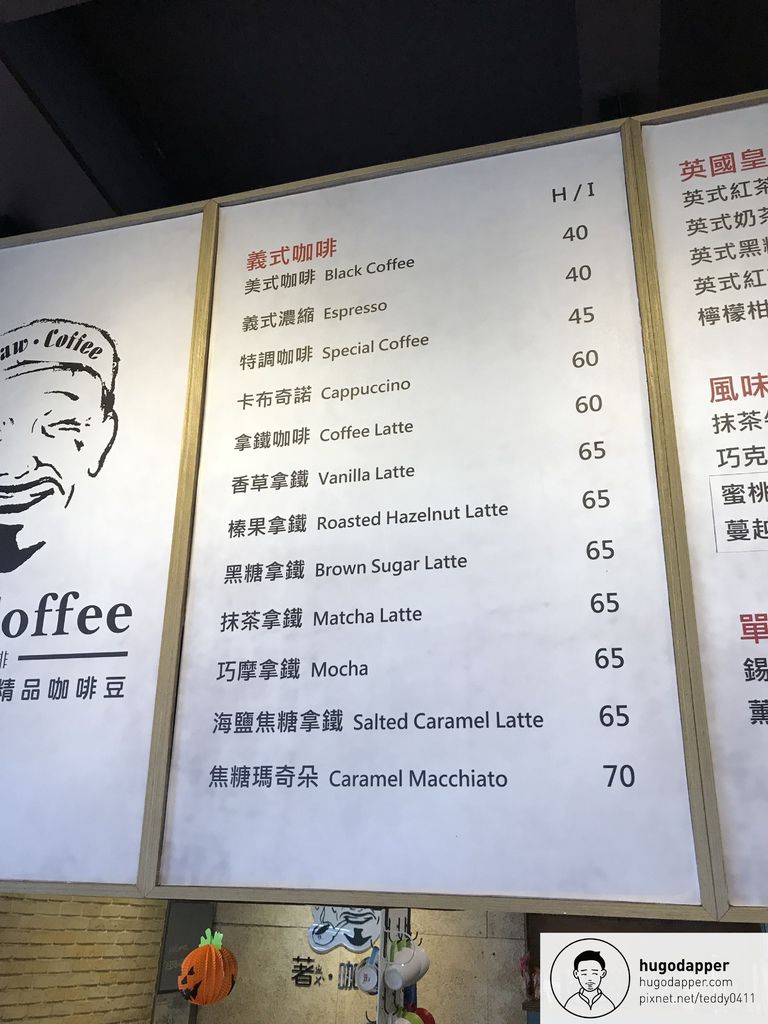 aw · Coffee
offee
啡
精品咖啡豆
H / I
義式咖啡
美式咖啡 Black Coffee 40
義式濃縮 Espresso 40
特調咖啡 Special Coffee 45
卡布奇諾 Cappuccino 60
拿鐵咖啡 Coffee Latte 60
香草拿鐵 Vanilla Latte 65
榛果拿鐵 Roasted Hazelnut Latte 65
黑糖拿鐵 Brown Sugar Latte 65
抹茶拿鐵 Matcha Latte 65
巧摩拿鐵 Mocha 65
海鹽焦糖拿鐵 Salted Caramel Latte 65
焦糖瑪奇朵 Caramel Macchiato 70
英國皇
英式紅茶
英式奶茶
英式黑糖
英式紅
檸檬柑
風味
抹茶牛
巧克
蜜桃
蔓越
單
錫
薰
著 · 咖
hugodapper
hugodapper.com
pixnet.net/teddy0411